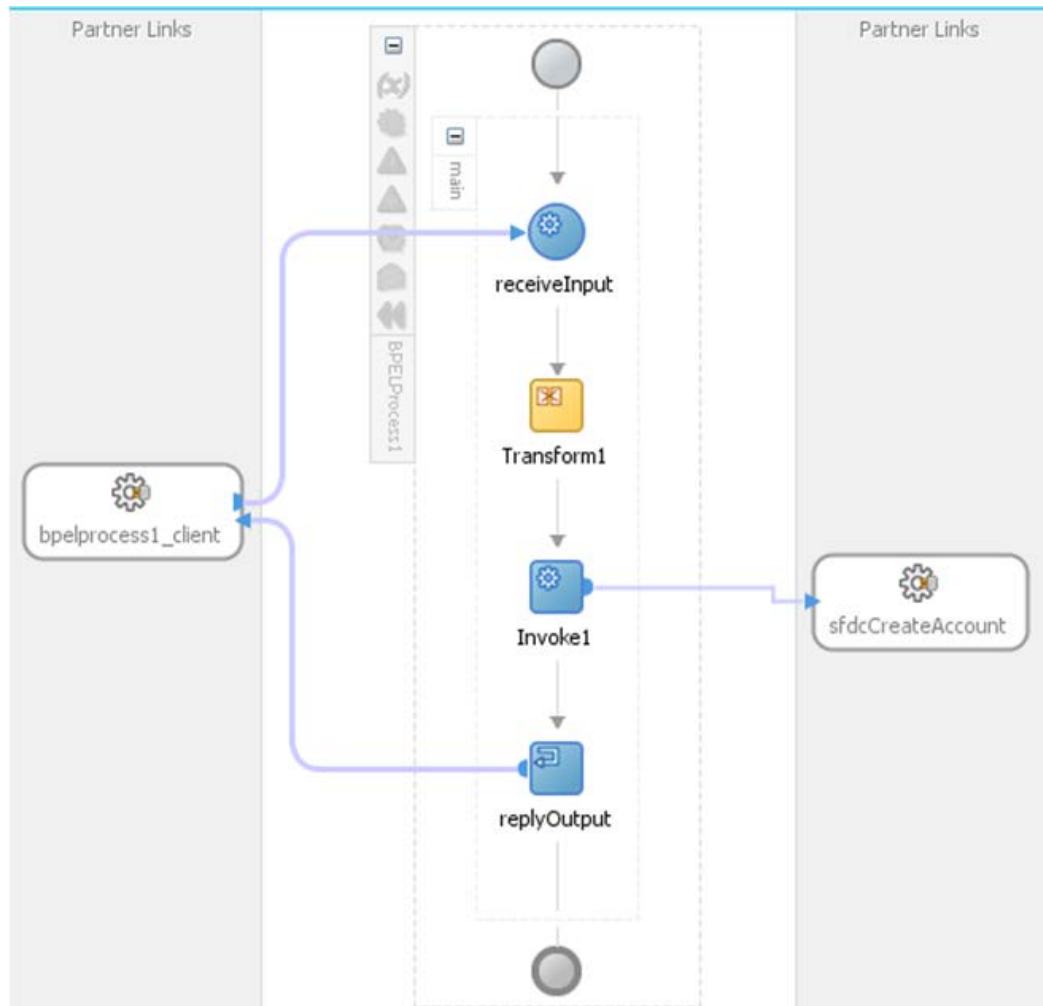 Partner Links
Partner Links
main
receiveInput
BPELProcess1
Transform1
bpelprocess1_client
Invoke1
sfdcCreateAccount
replyOutput